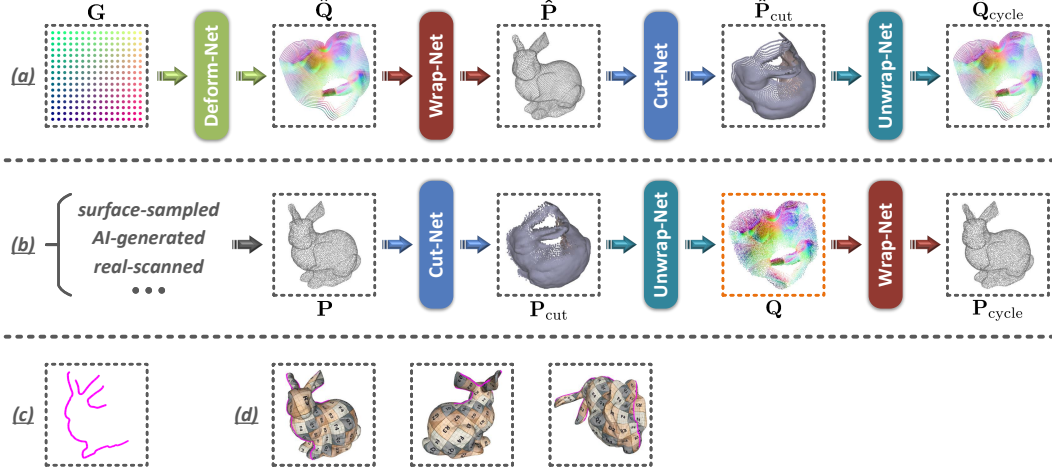 G Q̂ P̂ P̂cut Qcycle
(a) Deform-Net Wrap-Net Cut-Net Unwrap-Net
(b) surface-sampled
AI-generated
real-scanned
•••
Cut-Net Unwrap-Net Wrap-Net
P Pcut Q Pcycle
(c) (d)